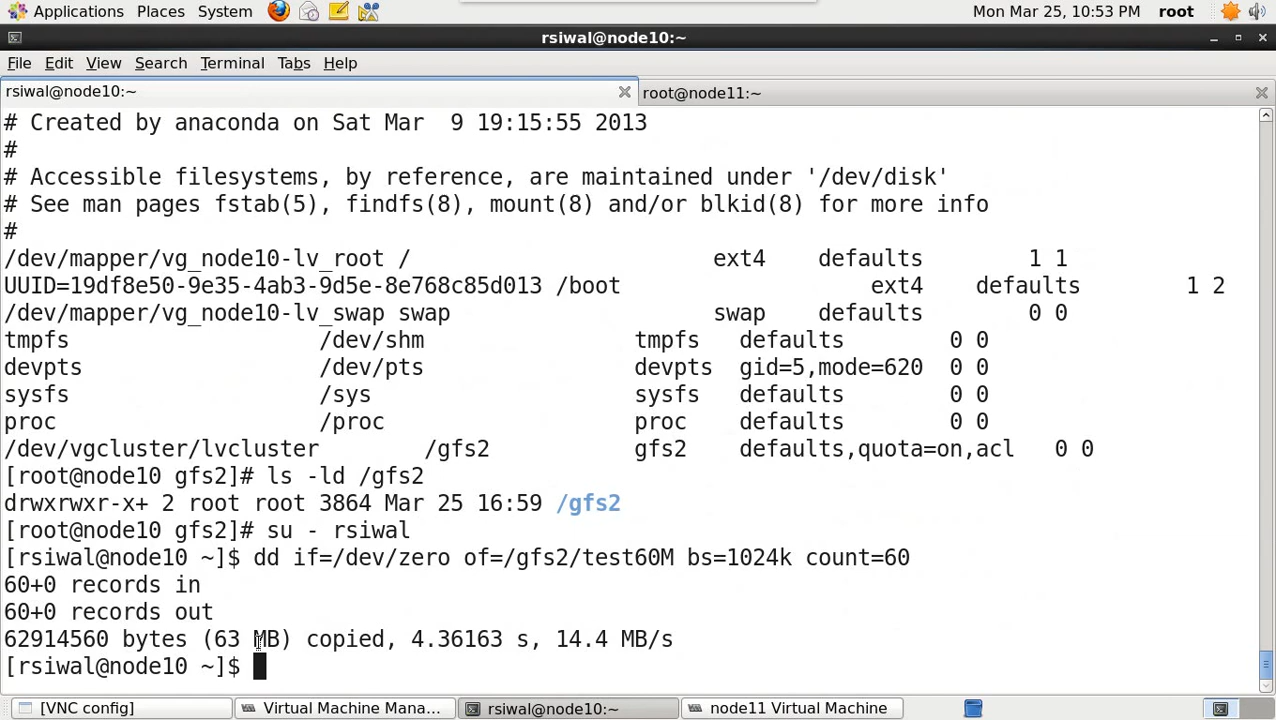 Applications Places System Mon Mar 25, 10:53 PM root
rsiwal@node10:~
File Edit View Search Terminal Tabs Help
rsiwal@node10:~ root@node11:~
# Created by anaconda on Sat Mar  9 19:15:55 2013
#
# Accessible filesystems, by reference, are maintained under '/dev/disk'
# See man pages fstab(5), findfs(8), mount(8) and/or blkid(8) for more info
#
/dev/mapper/vg_node10-lv_root / ext4 defaults 1 1
UUID=19df8e50-9e35-4ab3-9d5e-8e768c85d013 /boot ext4 defaults 1 2
/dev/mapper/vg_node10-lv_swap swap swap defaults 0 0
tmpfs /dev/shm tmpfs defaults 0 0
devpts /dev/pts devpts gid=5,mode=620 0 0
sysfs /sys sysfs defaults 0 0
proc /proc proc defaults 0 0
/dev/vgcluster/lvcluster /gfs2 gfs2 defaults,quota=on,acl 0 0
[root@node10 gfs2]# ls -ld /gfs2
drwxrwxr-x+ 2 root root 3864 Mar 25 16:59 /gfs2
[root@node10 gfs2]# su - rsiwal
[rsiwal@node10 ~]$ dd if=/dev/zero of=/gfs2/test60M bs=1024k count=60
60+0 records in
60+0 records out
62914560 bytes (63 MB) copied, 4.36163 s, 14.4 MB/s
[rsiwal@node10 ~]$
[VNC config] Virtual Machine Mana... rsiwal@node10:~ node11 Virtual Machine